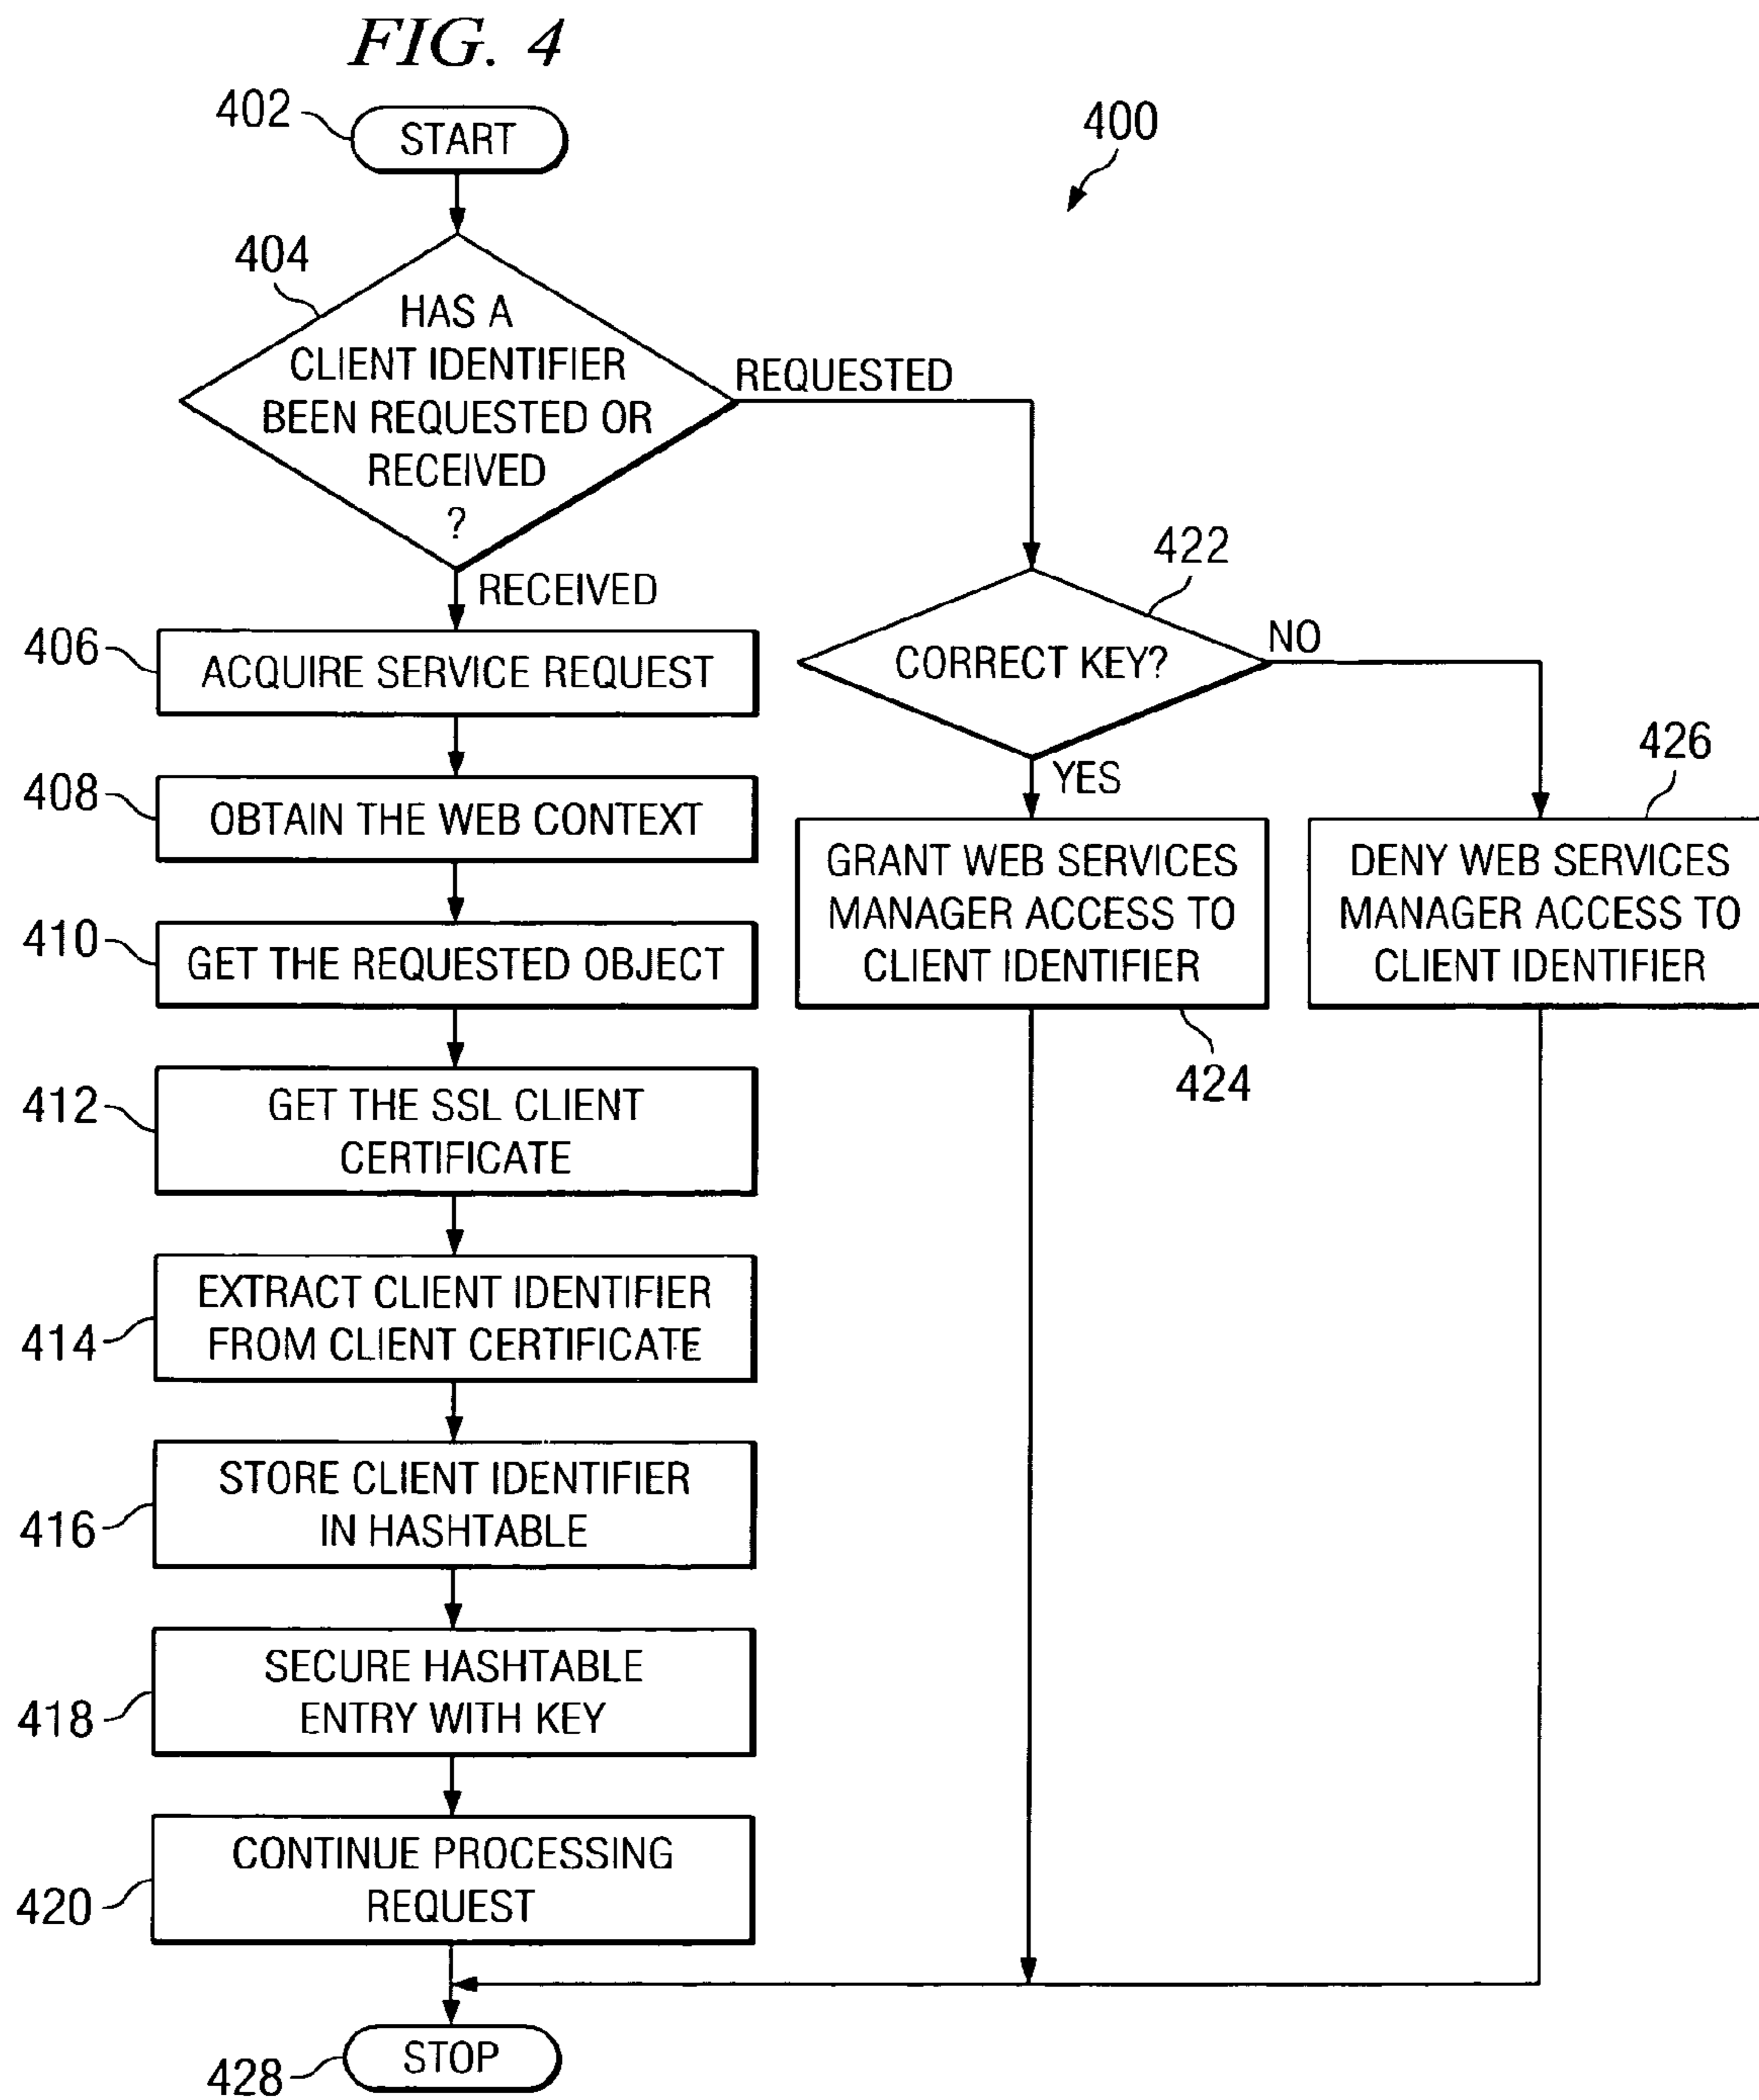 FIG. 4
402
START
400
404
HAS A
CLIENT IDENTIFIER
BEEN REQUESTED OR
RECEIVED
?
REQUESTED
RECEIVED
422
CORRECT KEY?
NO
YES
406
ACQUIRE SERVICE REQUEST
408
OBTAIN THE WEB CONTEXT
410
GET THE REQUESTED OBJECT
412
GET THE SSL CLIENT
CERTIFICATE
414
EXTRACT CLIENT IDENTIFIER
FROM CLIENT CERTIFICATE
416
STORE CLIENT IDENTIFIER
IN HASHTABLE
418
SECURE HASHTABLE
ENTRY WITH KEY
420
CONTINUE PROCESSING
REQUEST
GRANT WEB SERVICES
MANAGER ACCESS TO
CLIENT IDENTIFIER
424
426
DENY WEB SERVICES
MANAGER ACCESS TO
CLIENT IDENTIFIER
428
STOP